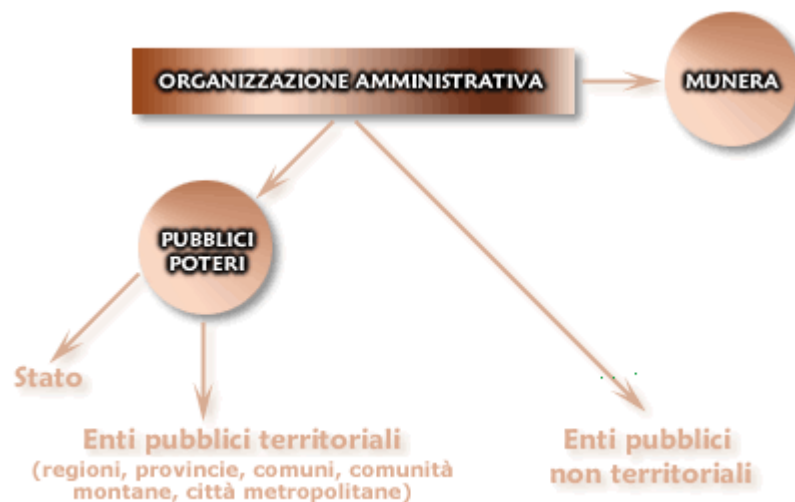 ORGANIZZAZIONE AMMINISTRATIVA
MUNERA
PUBBLICI
POTERI
Stato
Enti pubblici territoriali
(regioni, provincie, comuni, comunità
montane, città metropolitane)
Enti pubblici
non territoriali